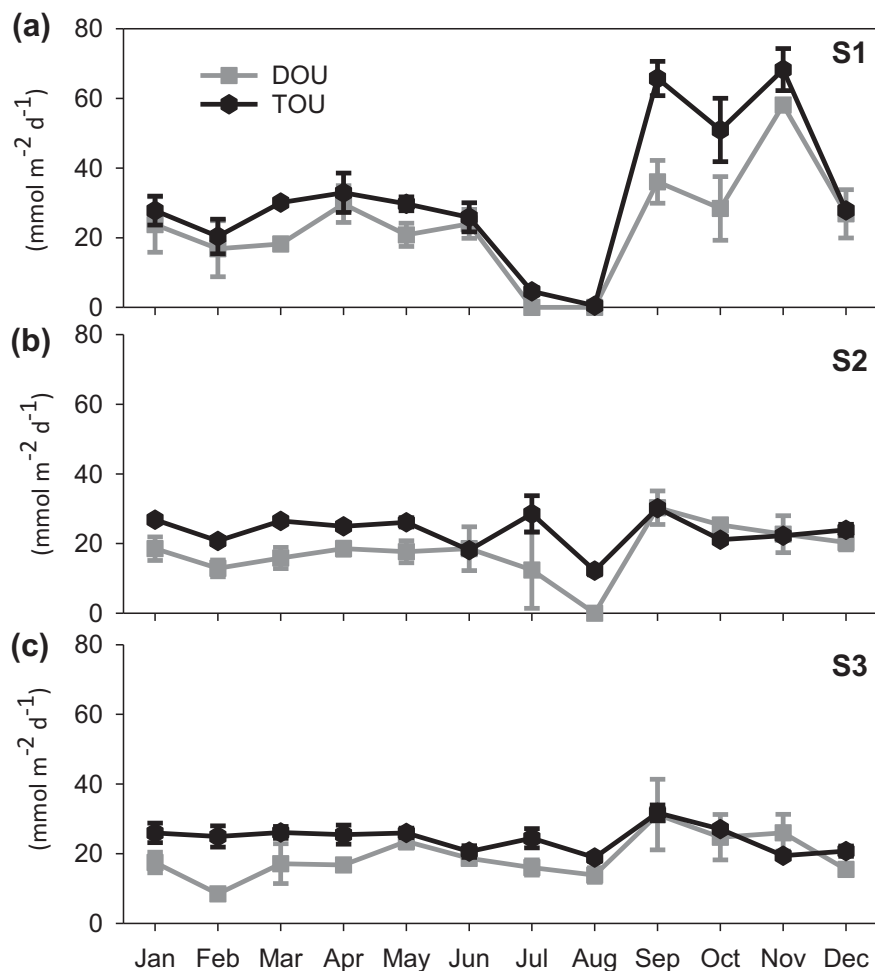 (a)
S1
DOU
TOU
(mmol m⁻² d⁻¹)
80
60
40
20
0
(b)
S2
(mmol m⁻² d⁻¹)
80
60
40
20
0
(c)
S3
(mmol m⁻² d⁻¹)
80
60
40
20
0
Jan Feb Mar Apr May Jun Jul Aug Sep Oct Nov Dec